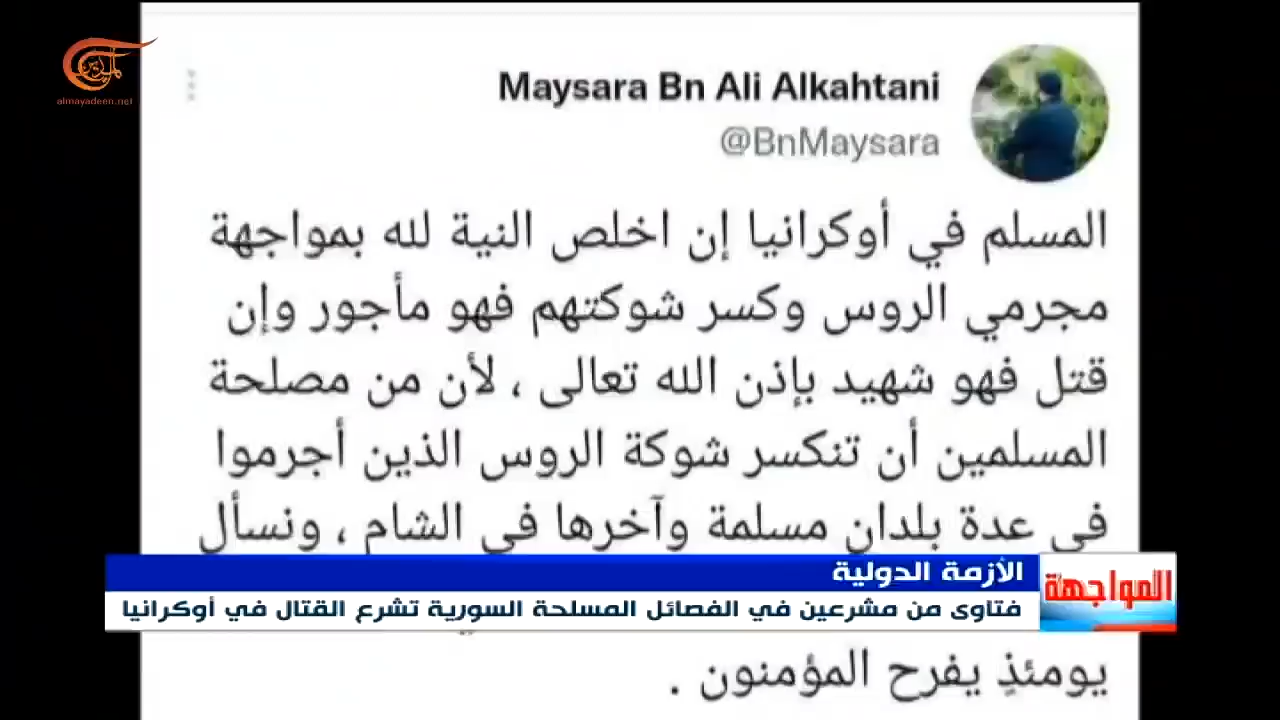 الميادين
almayadeen.net
Maysara Bn Ali Alkahtani
@BnMaysara
المسلم في أوكرانيا إن اخلص النية لله بمواجهة
مجرمي الروس وكسر شوكتهم فهو مأجور وإن
قتل فهو شهيد بإذن الله تعالى ، لأن من مصلحة
المسلمين أن تنكسر شوكة الروس الذين أجرموا
في عدة بلدان مسلمة وآخرها في الشام ، ونسأل
الأزمة الدولية
المواجهة
فتاوى من مشرعين في الفصائل المسلحة السورية تشرع القتال في أوكرانيا
يومئذٍ يفرح المؤمنون .